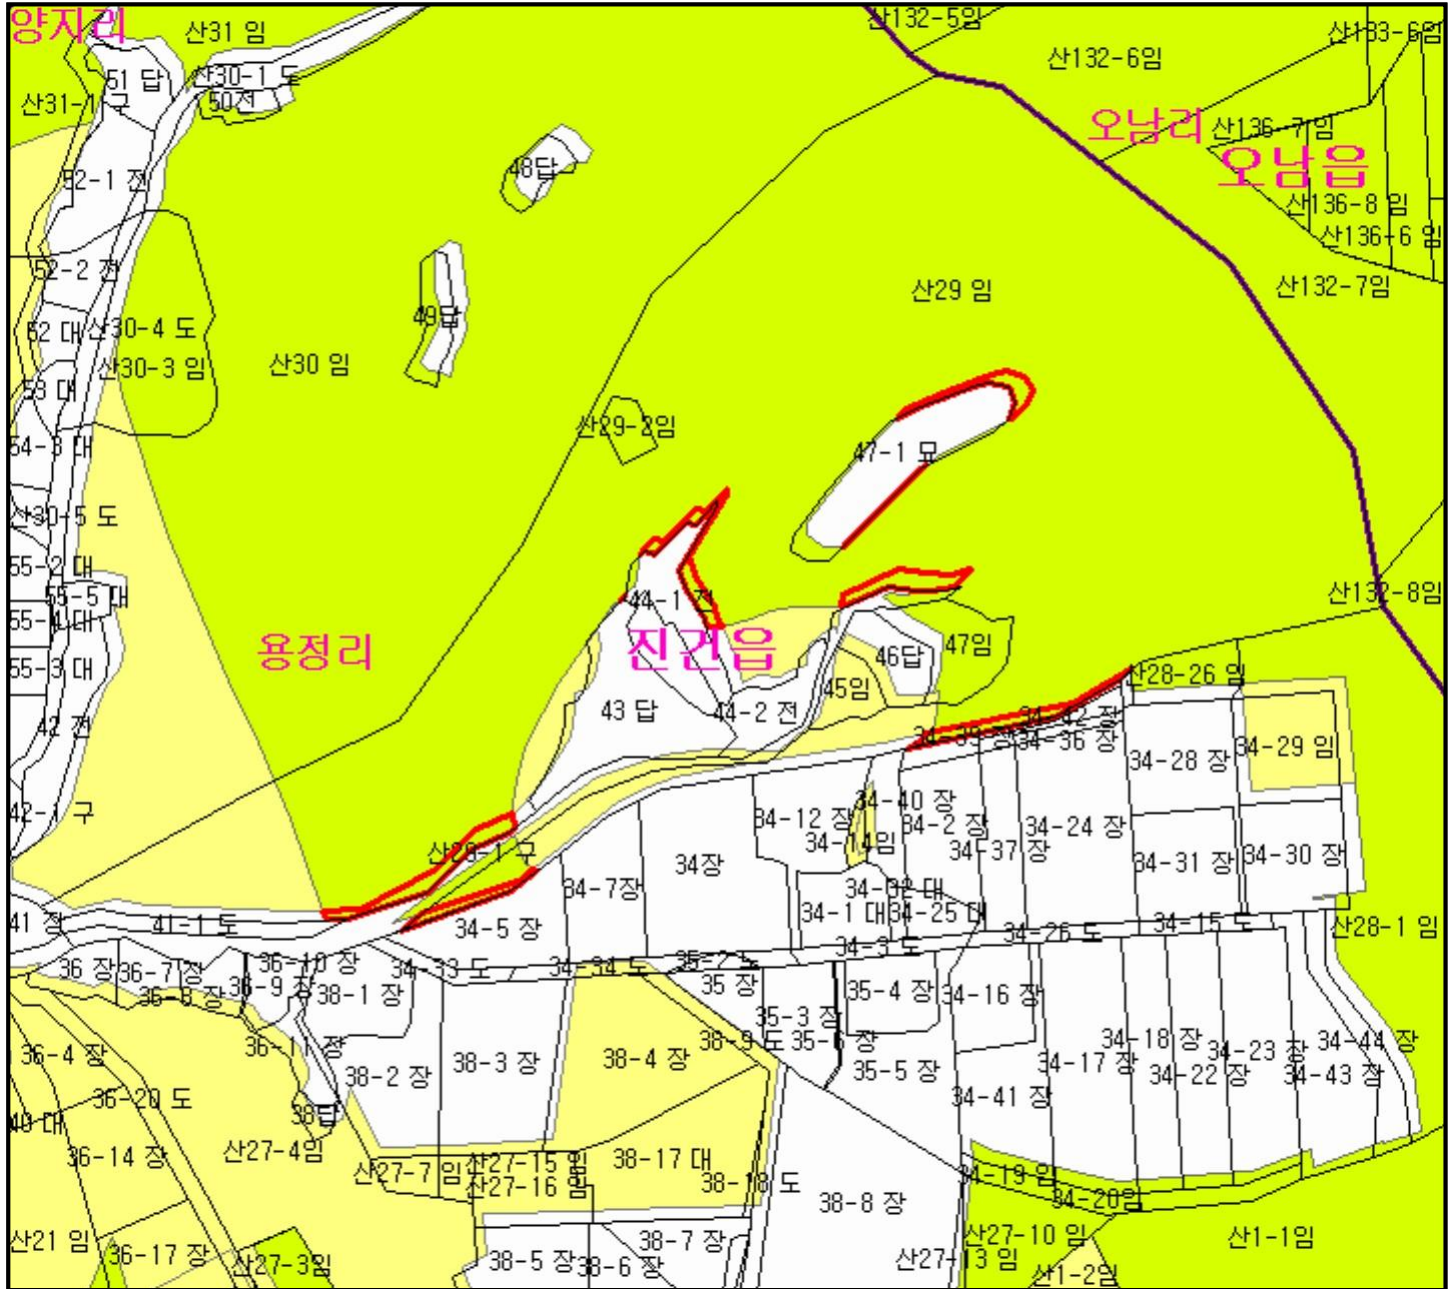 양지리
산31 임
산132-5임
산133-6임
51 답
산30-1 도
산132-6임
산31-1 구
50전
오남리
산136-7임
48답
오남읍
52-1 전
산136-8 임
산136-6 임
52-2 전
산29 임
산132-7임
49답
52 대
산30-4 도
산30-3 임
산30 임
53 대
산29-2임
54-3 대
47-1 묘
산30-5 도
55-2 대
55-5 대
44-1 전
산132-8임
55-4 대
용정리
진건읍
47임
46답
55-3 대
산28-26 임
45임
43 답
44-2 전
34-42 장
42 전
34-39 장
34-36 장
34-29 임
34-28 장
34-40 장
42-1 구
34-12 장
34-2 장
34-24 장
34-14임
산29-1 구
34-37 장
34-30 장
34장
34-31 장
34-7장
34-32 대
41 장
41-1 도
34-5 장
34-1 대
34-25 대
34-15 도
산28-1 임
34-26 도
34-3 도
36-10 장
35-2 도
36 장
36-7 장
34-33 도
34-34 도
35 장
36-9 장
38-1 장
35-4 장
34-16 장
36-8 장
35-3 장
38-9 도
36-1 장
34-18 장
34-44 장
36-4 장
38-3 장
38-4 장
34-23 장
34-17 장
35-5 장
38-2 장
34-22 장
34-43 장
36-20 도
34-41 장
38답
40 대
산27-4임
36-14 장
산27-15 임
38-17 대
산27-7 임
34-19 임
산27-16 임
38-18 도
34-20임
38-8 장
산27-10 임
산1-1임
산21 임
38-7 장
36-17 장
산27-3임
38-5 장
38-6 장
산27-13 임
산1-2임